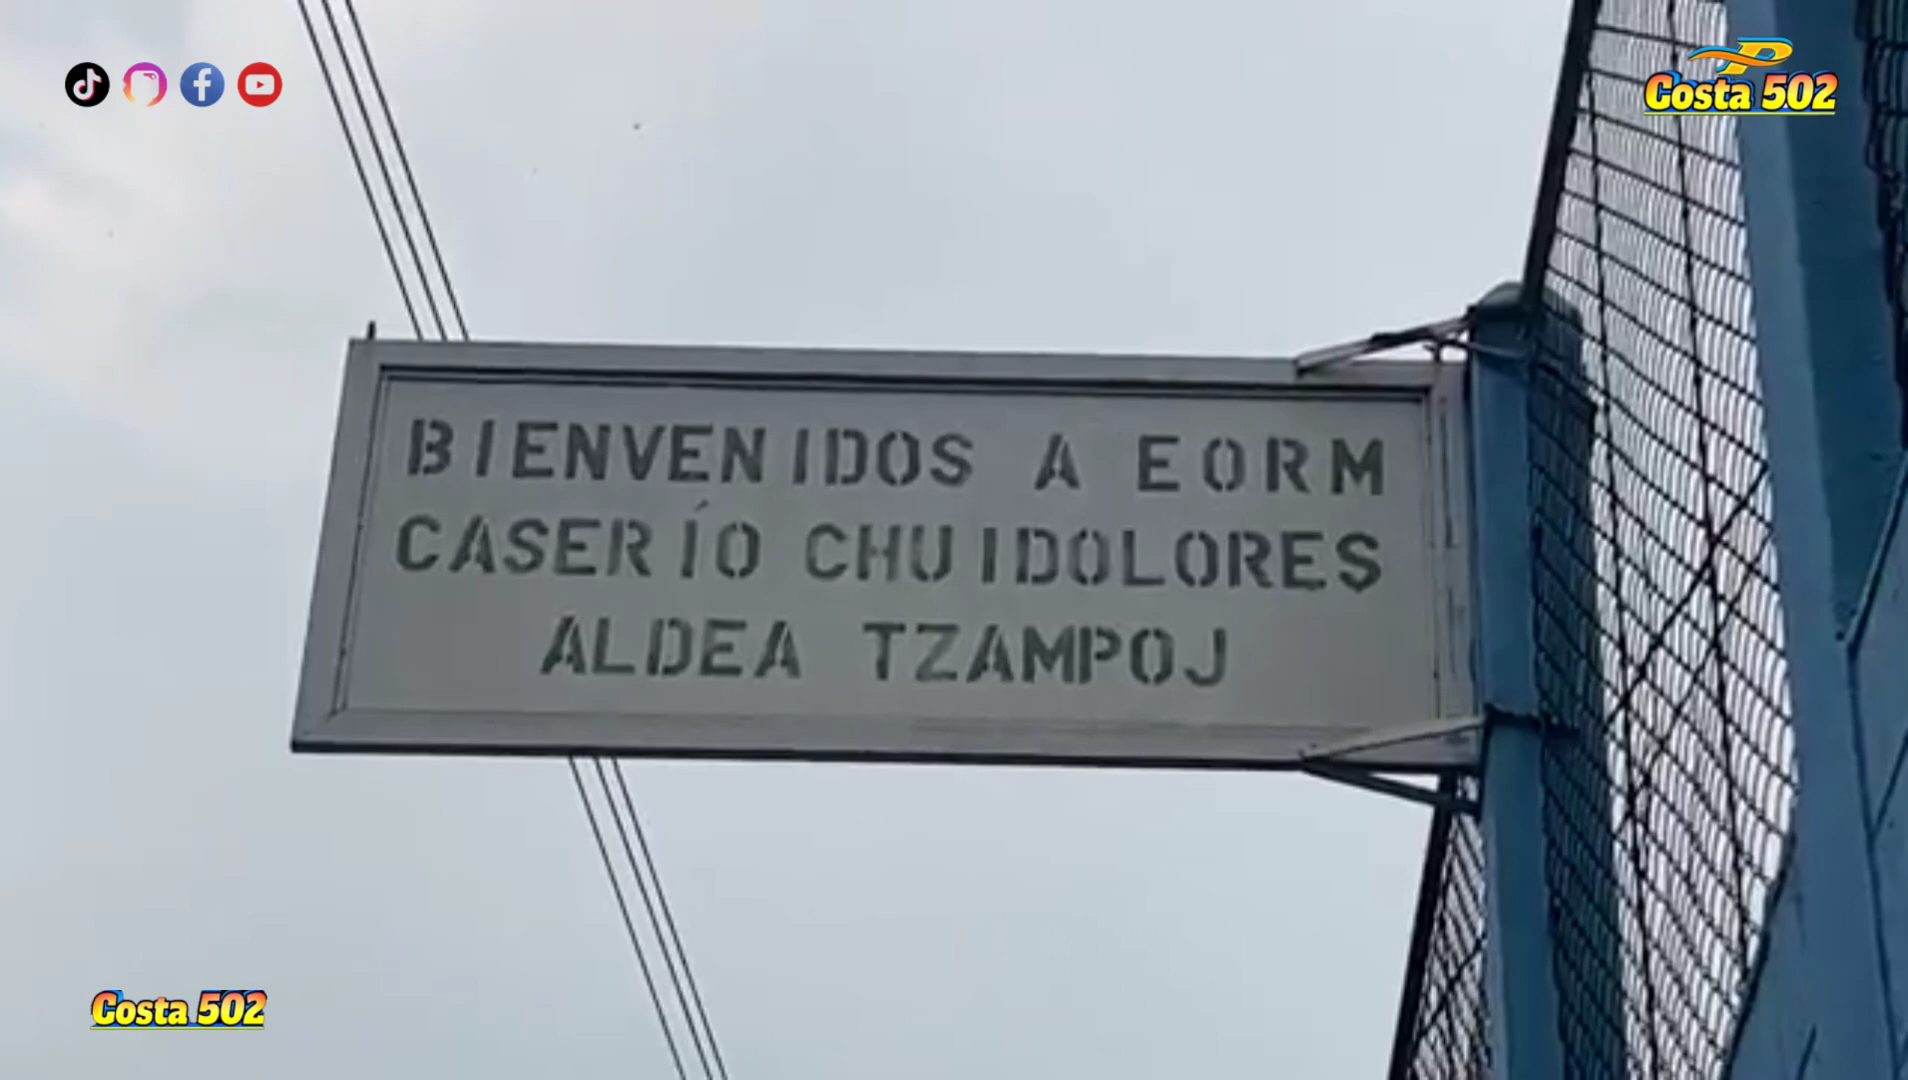 Costa 502
BIENVENIDOS A EORM
CASERÍO CHUIDOLORES
ALDEA TZAMPOJ
Costa 502